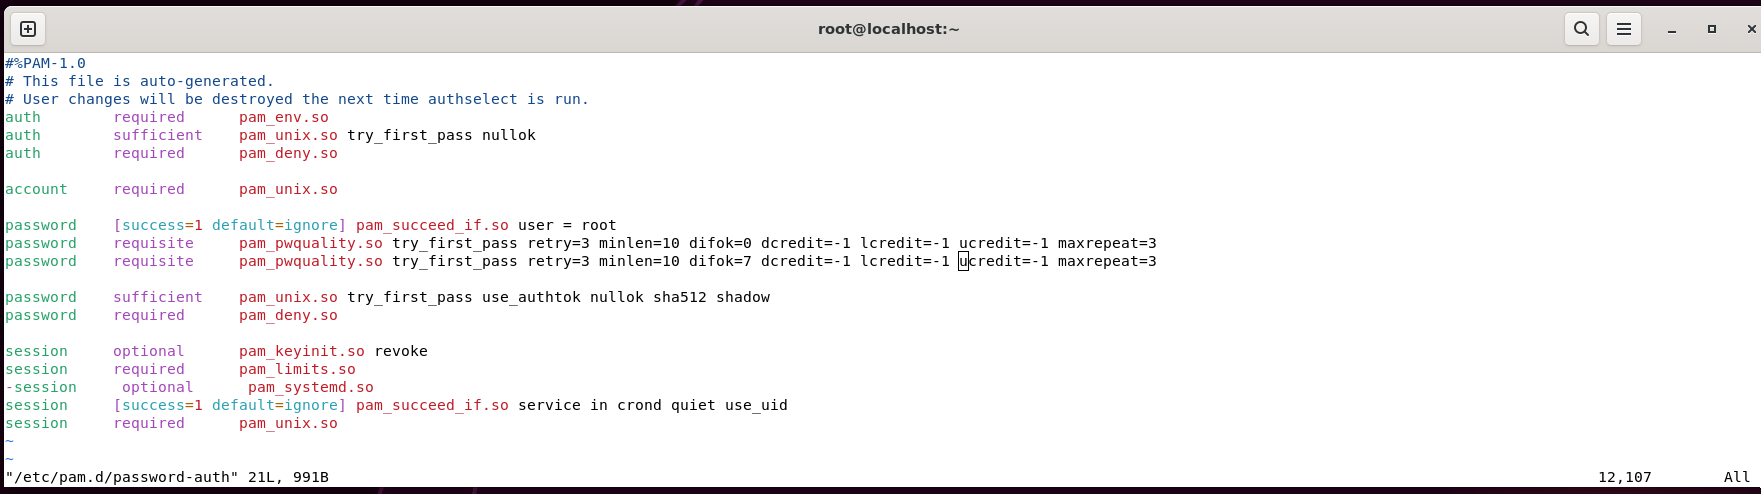 root@localhost:~
#%PAM-1.0
# This file is auto-generated.
# User changes will be destroyed the next time authselect is run.
auth        required      pam_env.so
auth        sufficient    pam_unix.so try_first_pass nullok
auth        required      pam_deny.so
account     required      pam_unix.so
password    [success=1 default=ignore] pam_succeed_if.so user = root
password    requisite     pam_pwquality.so try_first_pass retry=3 minlen=10 difok=0 dcredit=-1 lcredit=-1 ucredit=-1 maxrepeat=3
password    requisite     pam_pwquality.so try_first_pass retry=3 minlen=10 difok=7 dcredit=-1 lcredit=-1 ucredit=-1 maxrepeat=3
password    sufficient    pam_unix.so try_first_pass use_authtok nullok sha512 shadow
password    required      pam_deny.so
session     optional      pam_keyinit.so revoke
session     required      pam_limits.so
-session     optional      pam_systemd.so
session     [success=1 default=ignore] pam_succeed_if.so service in crond quiet use_uid
session     required      pam_unix.so
~
~
"/etc/pam.d/password-auth" 21L, 991B 12,107 All